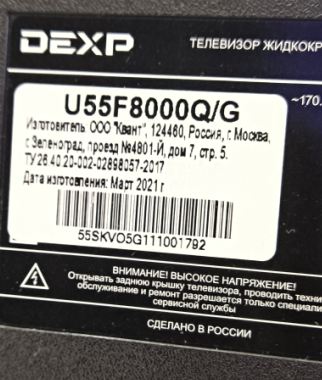 DEXP
ТЕЛЕВИЗОР ЖИДКОКР
~170.
U55F8000Q/G
Изготовитель ООО "Квант", 124460, Россия, г. Москва,
г. Зеленоград, проезд №4801-Й, дом 7, стр. 5.
ТУ 26.40.20-002-02898057-2017
Дата изготовления: Март 2021 г
55SKVO5G111001792
ВНИМАНИЕ! ВЫСОКОЕ НАПРЯЖЕНИЕ
Открывать заднюю крышку телевизора, проводить техни
обслуживание и ремонт разрешается только специали
сервисной службы
СДЕЛАНО В РОССИИ